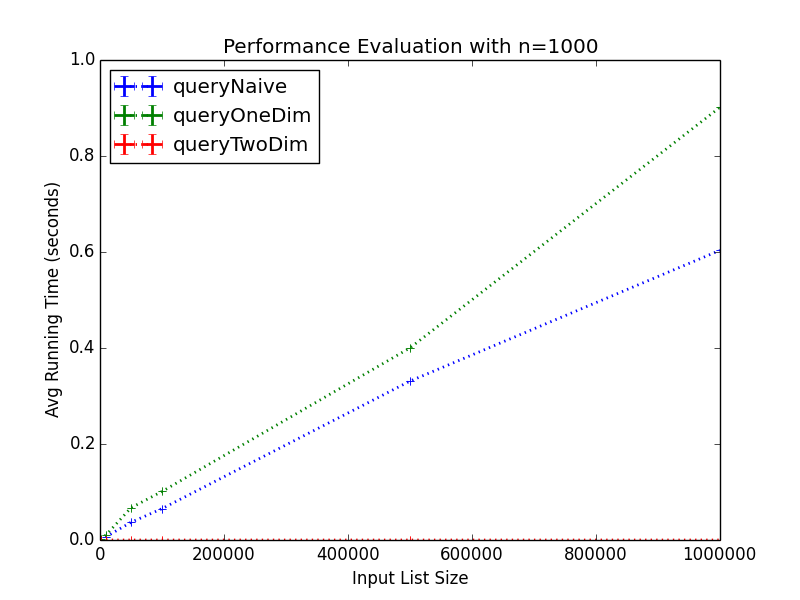 Performance Evaluation with n=1000
1.0
queryNaive
queryOneDim
queryTwoDim
0.8
0.6
0.4
0.2
0.0
Avg Running Time (seconds)
0
200000
400000
600000
800000
1000000
Input List Size